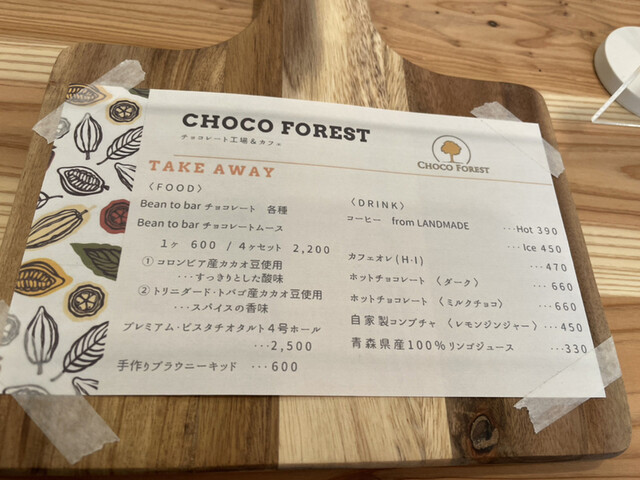 CHOCO FOREST
チョコレート工場&カフェ
CHOCO FOREST
TAKE AWAY
〈FOOD〉
Bean to bar チョコレート 各種
Bean to bar チョコレートムース
1ヶ 600 / 4ヶセット 2,200
① コロンビア産カカオ豆使用
･･･すっきりとした酸味
② トリニダード・トバゴ産カカオ豆使用
･･･スパイスの香味
プレミアム・ピスタチオタルト4号ホール
･･･2,500
手作りブラウニーキッド ･･･600
〈DRINK〉
コーヒー from LANDMADE
･･･Hot 390
･･･Ice 450
カフェオレ(H・I)
･･･470
ホットチョコレート 〈ダーク〉 ･･･660
ホットチョコレート 〈ミルクチョコ〉 ･･･660
自家製コンブチャ 〈レモンジンジャー〉 ･･･450
青森県産100%リンゴジュース ･･･330